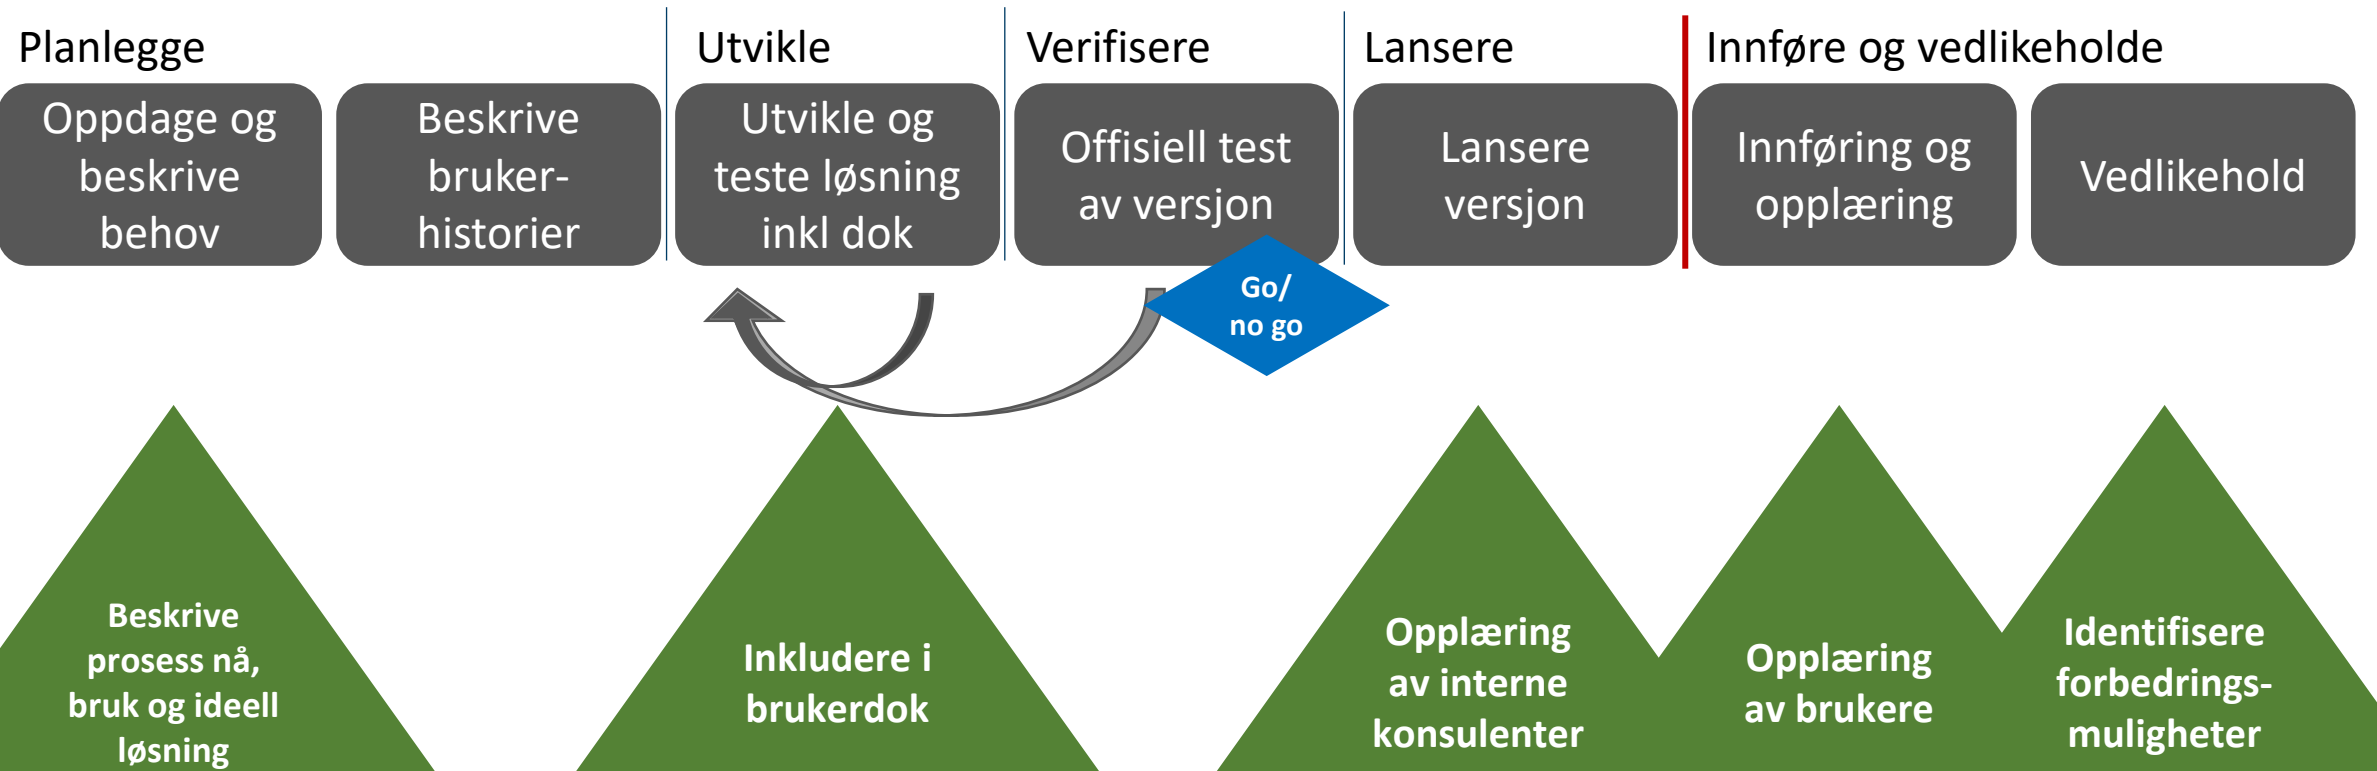 Planlegge
Utvikle
Verifisere
Lansere
Innføre og vedlikeholde
Oppdage og
beskrive
behov
Beskrive
bruker-
historier
Utvikle og
teste løsning
inkl dok
Offisiell test
av versjon
Lansere
versjon
Innføring og
opplæring
Vedlikehold
Go/
no go
Beskrive
prosess nå,
bruk og ideell
løsning
Inkludere i
brukerdok
Opplæring
av interne
konsulenter
Opplæring
av brukere
Identifisere
forbedrings-
muligheter